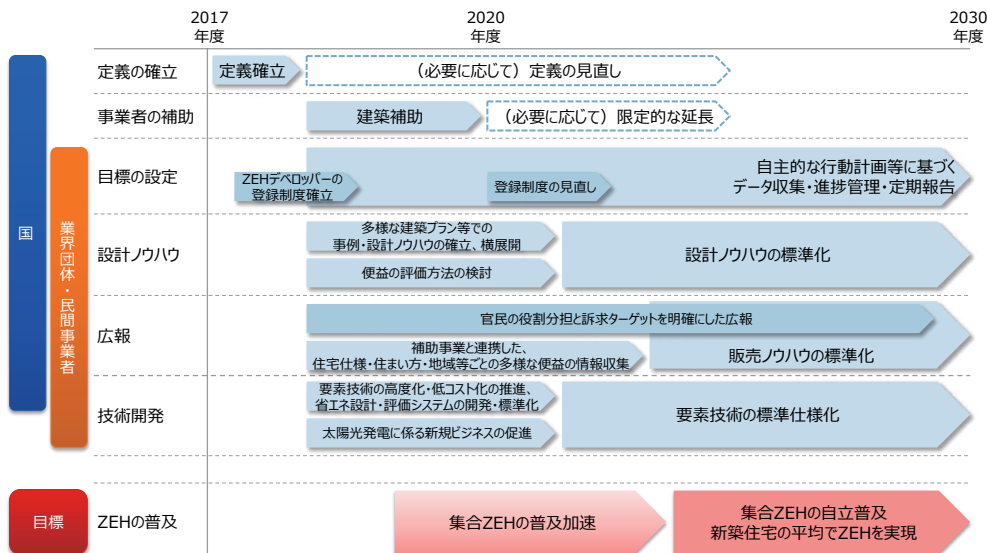 2017
年度
2020
年度
2030
年度
国
業界団体・民間事業者
定義の確立
定義確立
（必要に応じて）定義の見直し
事業者の補助
建築補助
（必要に応じて）限定的な延長
目標の設定
ZEHデベロッパーの
登録制度確立
登録制度の見直し
自主的な行動計画等に基づく
データ収集・進捗管理・定期報告
設計ノウハウ
多様な建築プラン等での
事例・設計ノウハウの確立、横展開
便益の評価方法の検討
設計ノウハウの標準化
広報
官民の役割分担と訴求ターゲットを明確にした広報
補助事業と連携した、
住宅仕様・住まい方・地域等ごとの多様な便益の情報収集
販売ノウハウの標準化
技術開発
要素技術の高度化・低コスト化の推進、
省エネ設計・評価システムの開発・標準化
太陽光発電に係る新規ビジネスの促進
要素技術の標準仕様化
目標
ZEHの普及
集合ZEHの普及加速
集合ZEHの自立普及
新築住宅の平均でZEHを実現